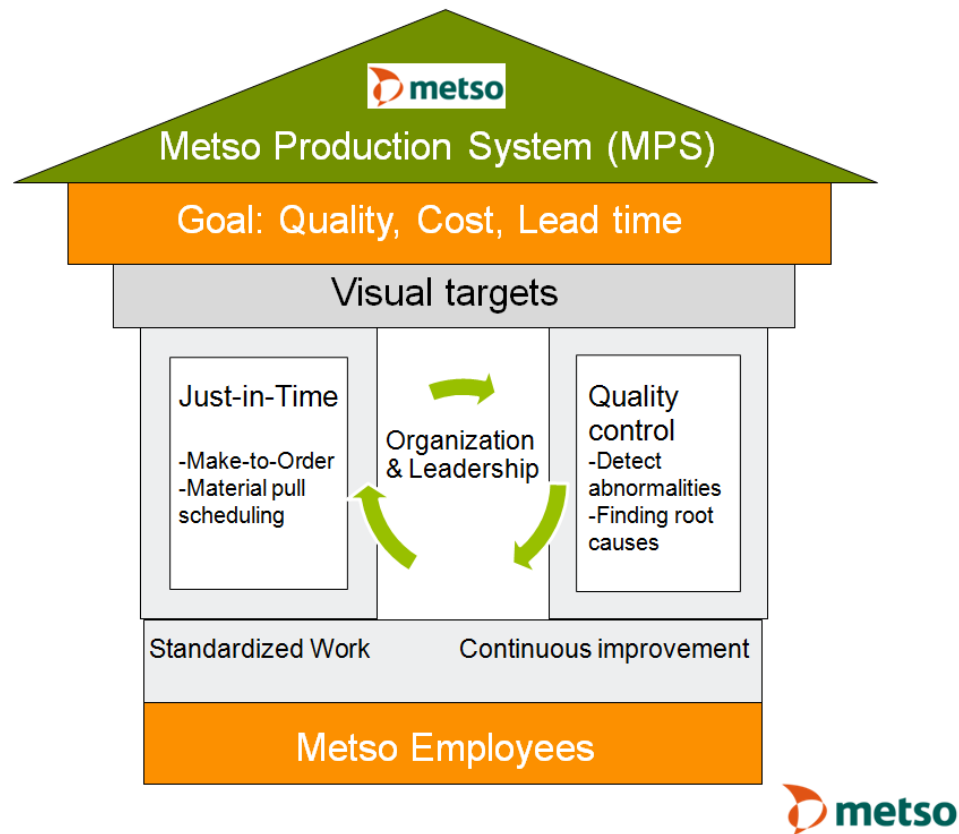 metso
Metso Production System (MPS)
Goal: Quality, Cost, Lead time
Visual targets
Just-in-Time
-Make-to-Order
-Material pull
scheduling
Organization
& Leadership
Quality
control
-Detect
abnormalities
-Finding root
causes
Standardized Work
Continuous improvement
Metso Employees
metso